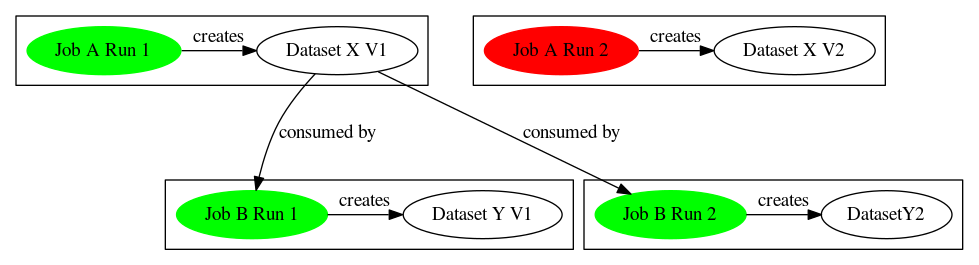 Job A Run 1
creates
Dataset X V1
Job A Run 2
creates
Dataset X V2
consumed by
consumed by
Job B Run 1
creates
Dataset Y V1
Job B Run 2
creates
DatasetY2